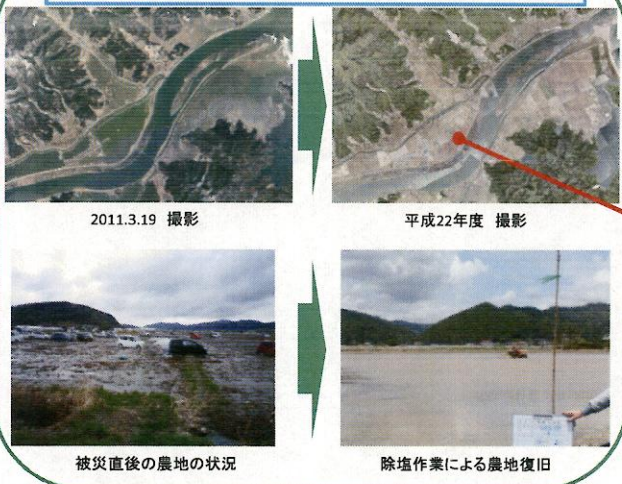 2011.3.19 撮影
平成22年度 撮影
被災直後の農地の状況
除塩作業による農地復旧